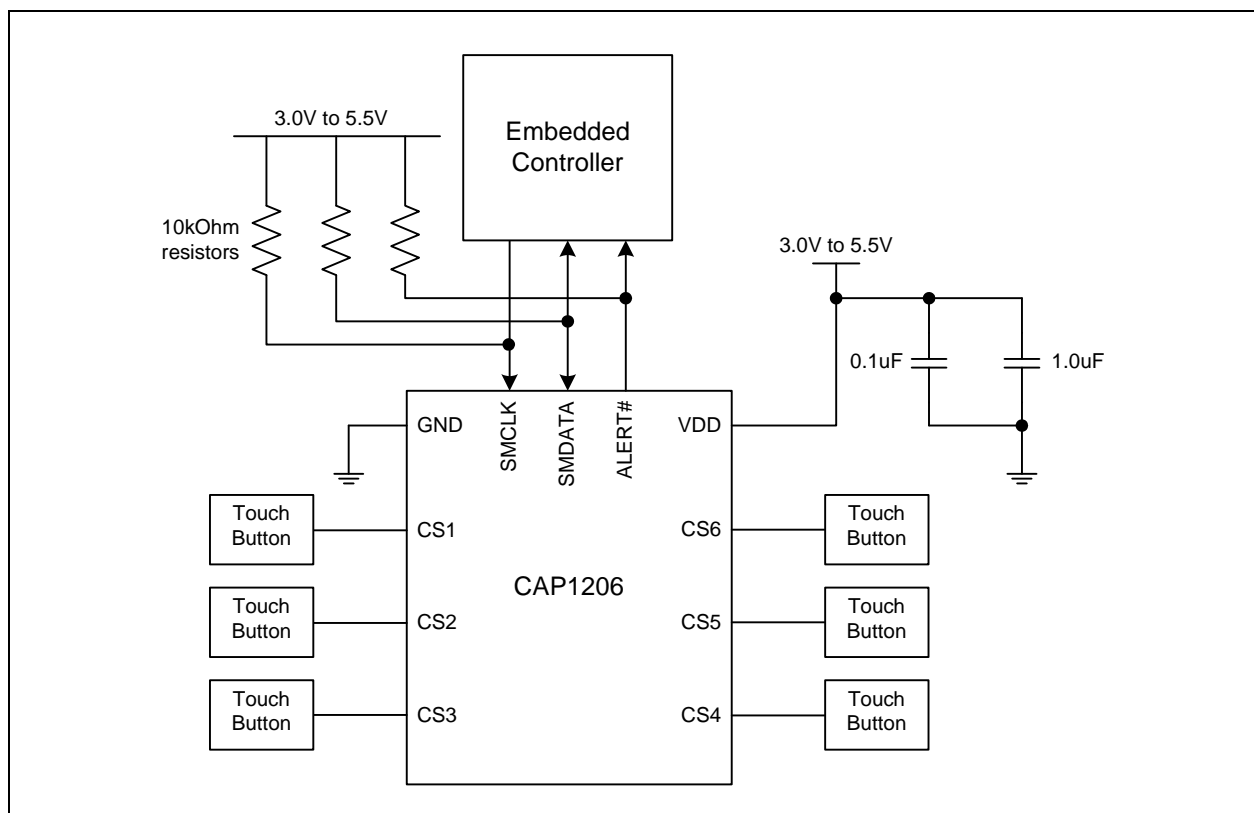 3.0V to 5.5V
Embedded
Controller
10kOhm
resistors
3.0V to 5.5V
0.1uF
1.0uF
GND
SMCLK
SMDATA
ALERT#
VDD
Touch
Button
CS1
CS6
Touch
Button
CAP1206
Touch
Button
CS2
CS5
Touch
Button
Touch
Button
CS3
CS4
Touch
Button